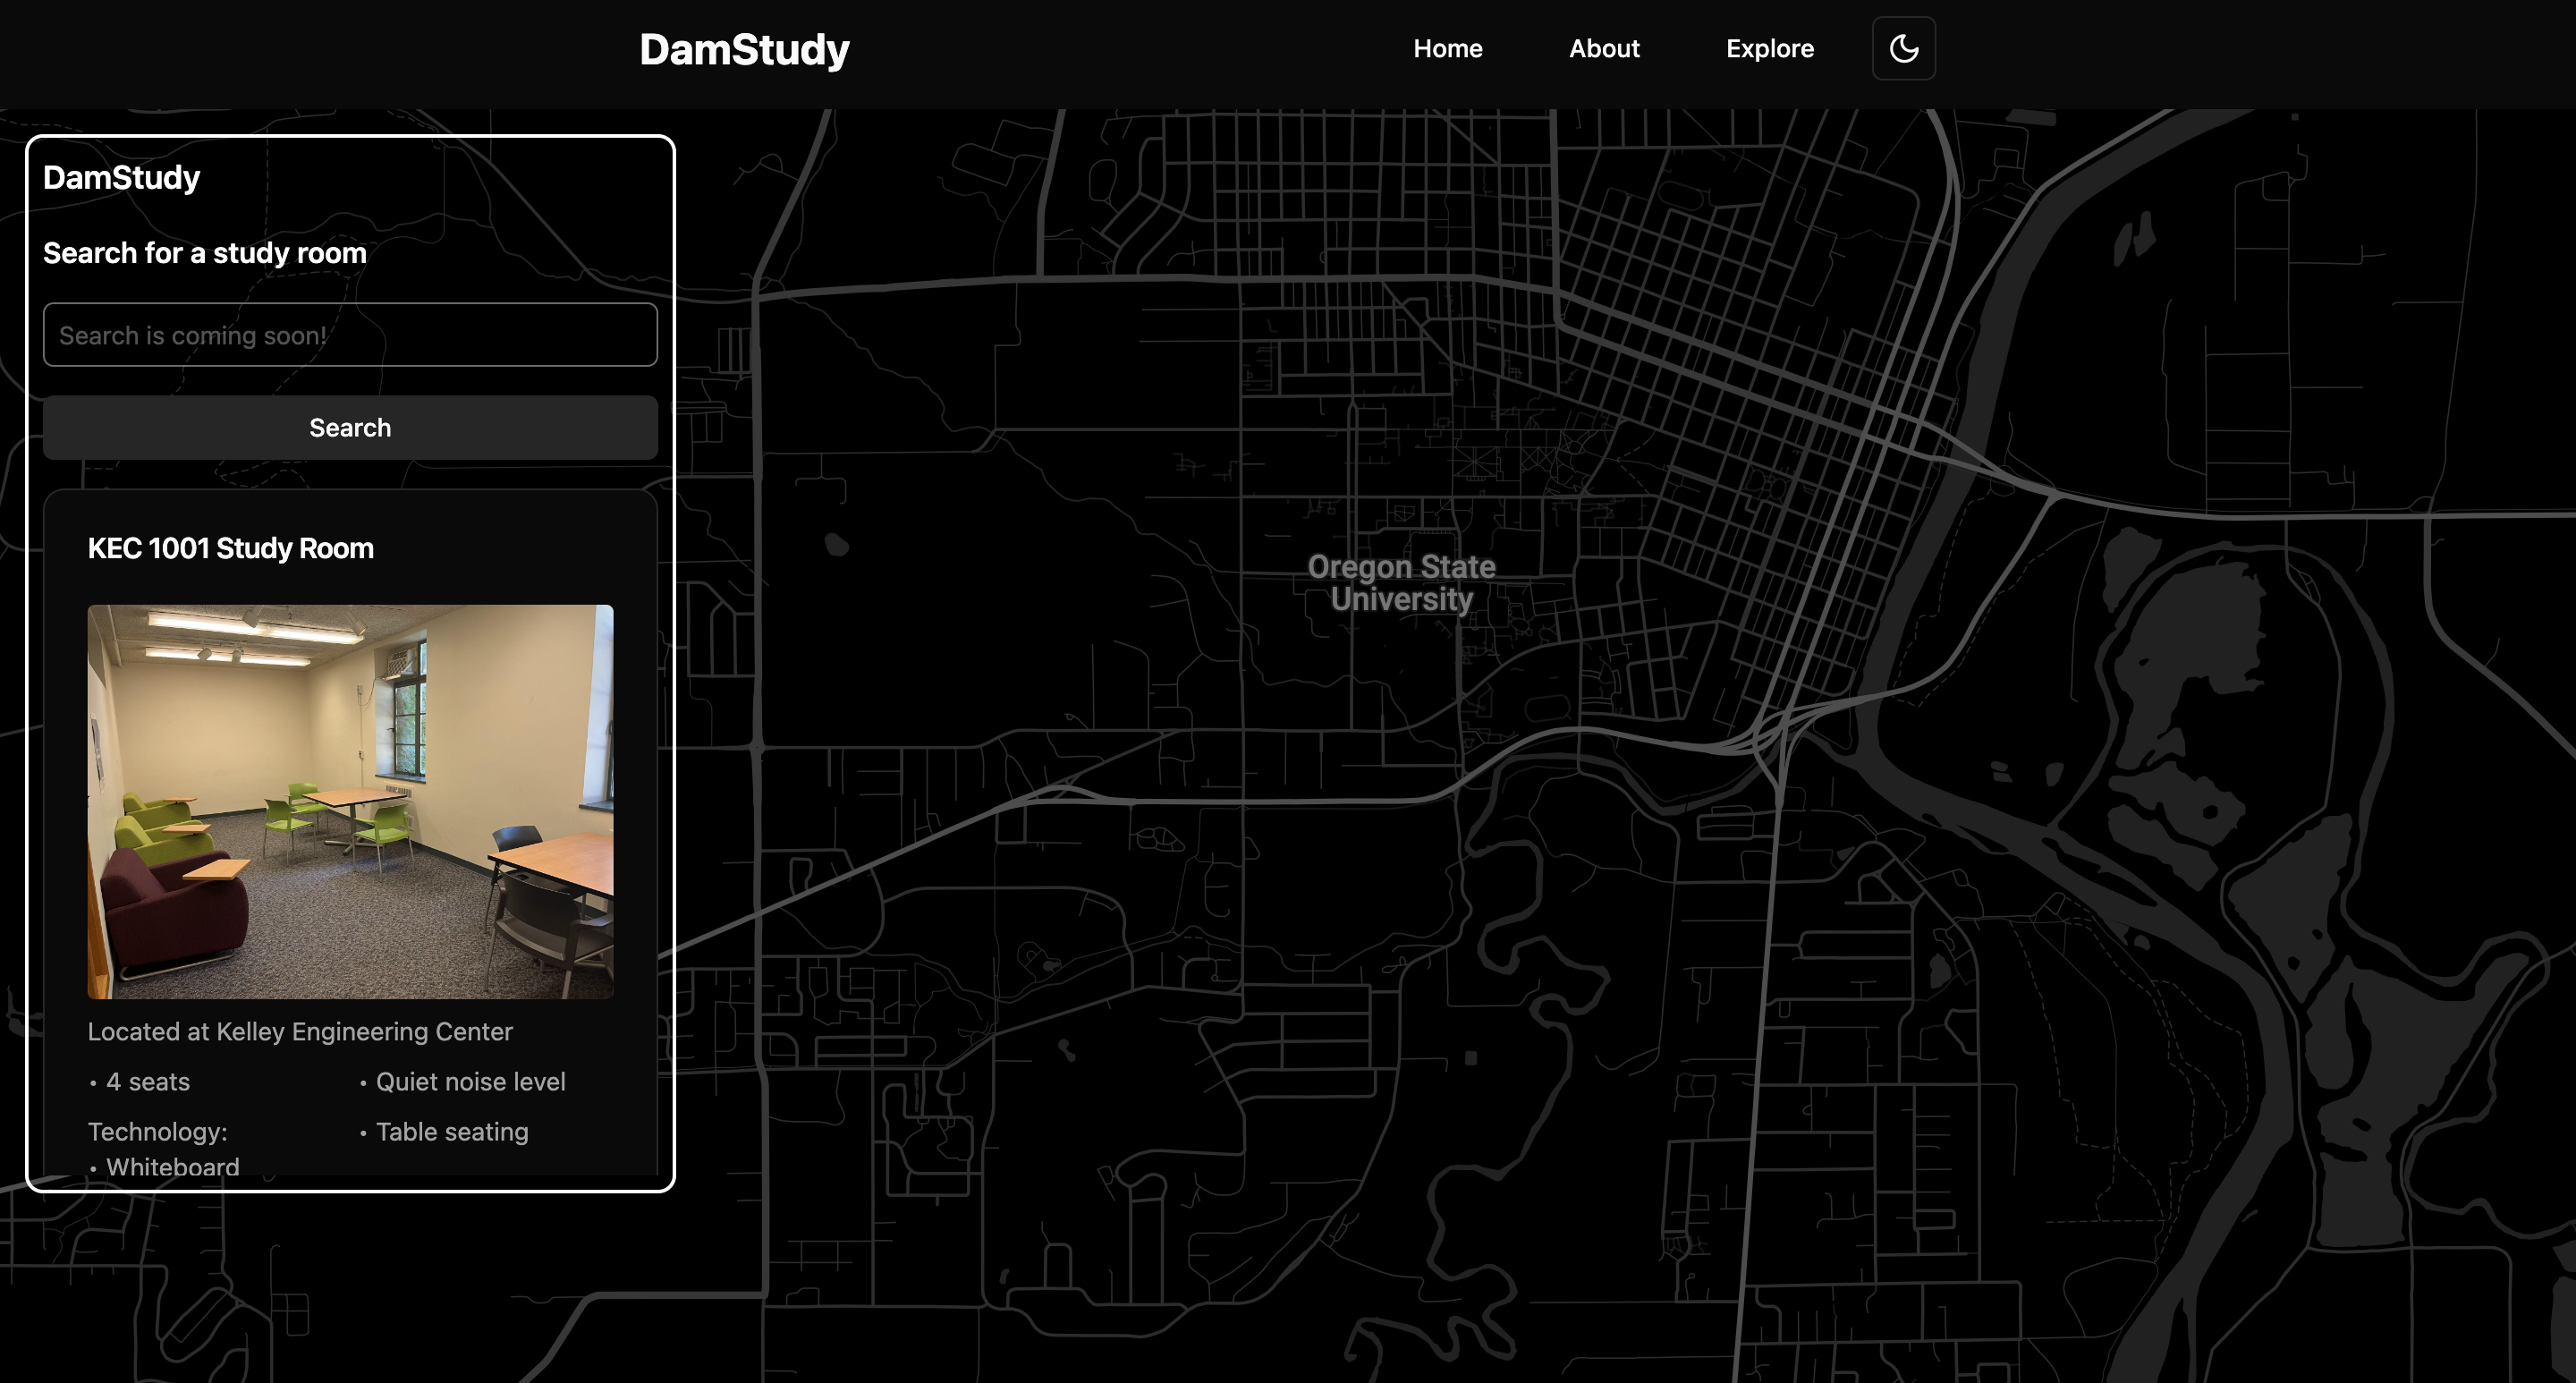 DamStudy
Home
About
Explore
DamStudy
Search for a study room
Search is coming soon!
Search
KEC 1001 Study Room
Located at Kelley Engineering Center
• 4 seats
• Quiet noise level
Technology:
• Table seating
• Whiteboard
Oregon State
University